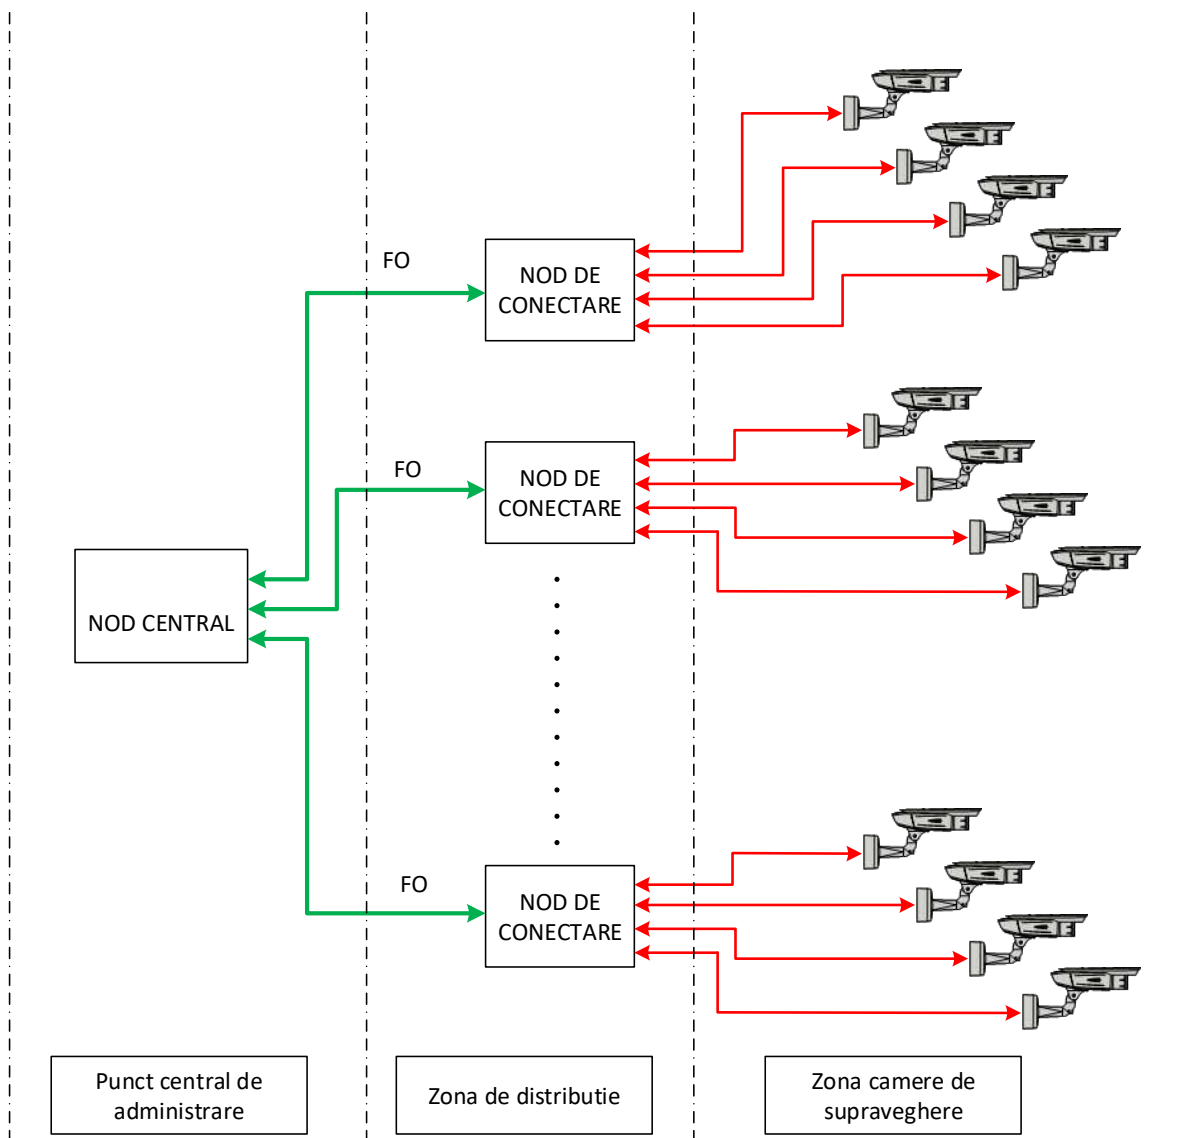 FO
NOD DE
CONECTARE
FO
NOD DE
CONECTARE
NOD CENTRAL
FO
NOD DE
CONECTARE
Punct central de
administrare
Zona de distributie
Zona camere de
supraveghere